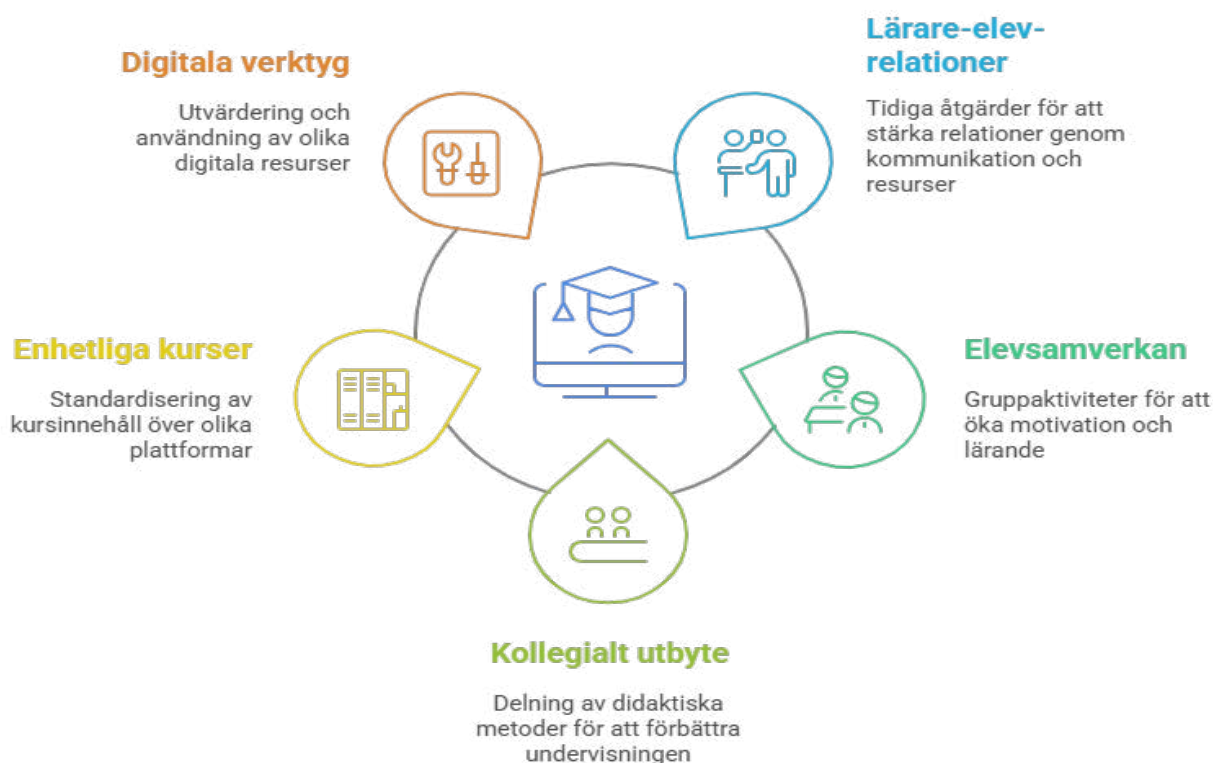 Digitala verktyg
Utvärdering och
användning av olika
digitala resurser
Lärare-elev-
relationer
Tidiga åtgärder för att
stärka relationer genom
kommunikation och
resurser
Enhetliga kurser
Standardisering av
kursinnehåll över olika
plattformar
Elevsamverkan
Gruppaktiviteter för att
öka motivation och
lärande
Kollegialt utbyte
Delning av didaktiska
metoder för att förbättra
undervisningen